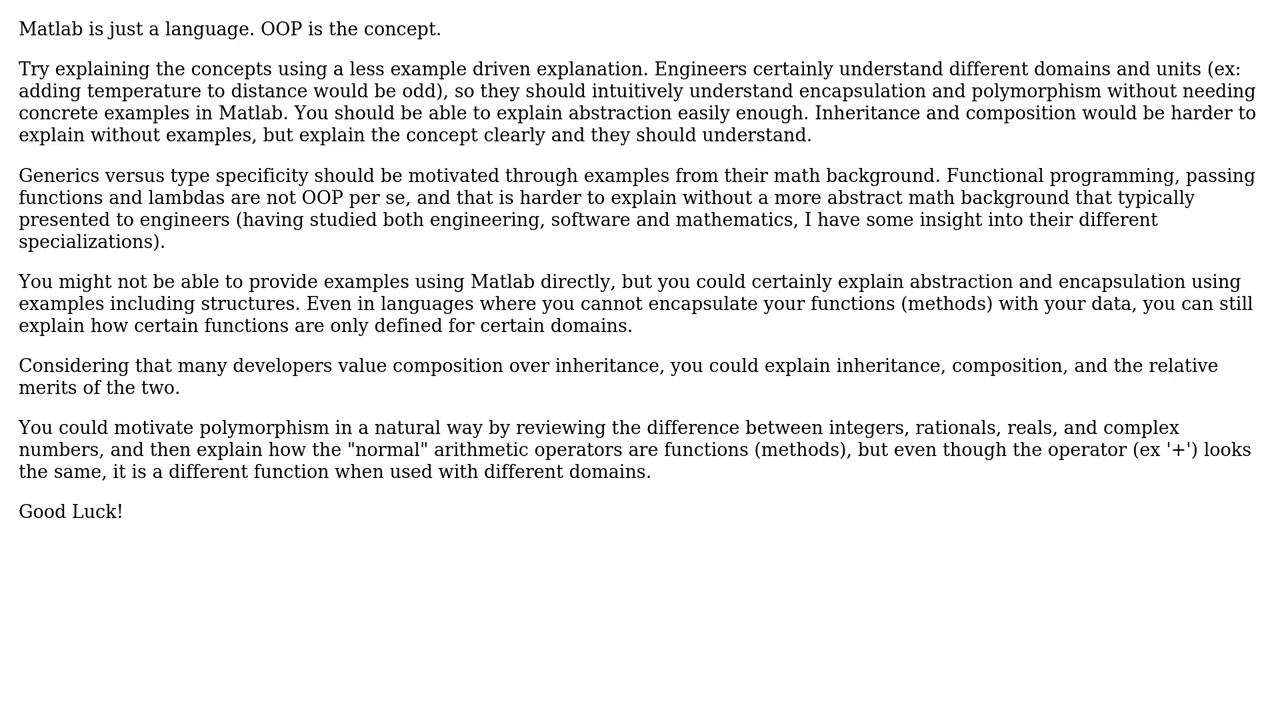 Matlab is just a language. OOP is the concept.
Try explaining the concepts using a less example driven explanation. Engineers certainly understand different domains and units (ex:
adding temperature to distance would be odd), so they should intuitively understand encapsulation and polymorphism without needing
concrete examples in Matlab. You should be able to explain abstraction easily enough. Inheritance and composition would be harder to
explain without examples, but explain the concept clearly and they should understand.
Generics versus type specificity should be motivated through examples from their math background. Functional programming, passing
functions and lambdas are not OOP per se, and that is harder to explain without a more abstract math background that typically
presented to engineers (having studied both engineering, software and mathematics, I have some insight into their different
specializations).
You might not be able to provide examples using Matlab directly, but you could certainly explain abstraction and encapsulation using
examples including structures. Even in languages where you cannot encapsulate your functions (methods) with your data, you can still
explain how certain functions are only defined for certain domains.
Considering that many developers value composition over inheritance, you could explain inheritance, composition, and the relative
merits of the two.
You could motivate polymorphism in a natural way by reviewing the difference between integers, rationals, reals, and complex
numbers, and then explain how the "normal" arithmetic operators are functions (methods), but even though the operator (ex '+') looks
the same, it is a different function when used with different domains.
Good Luck!